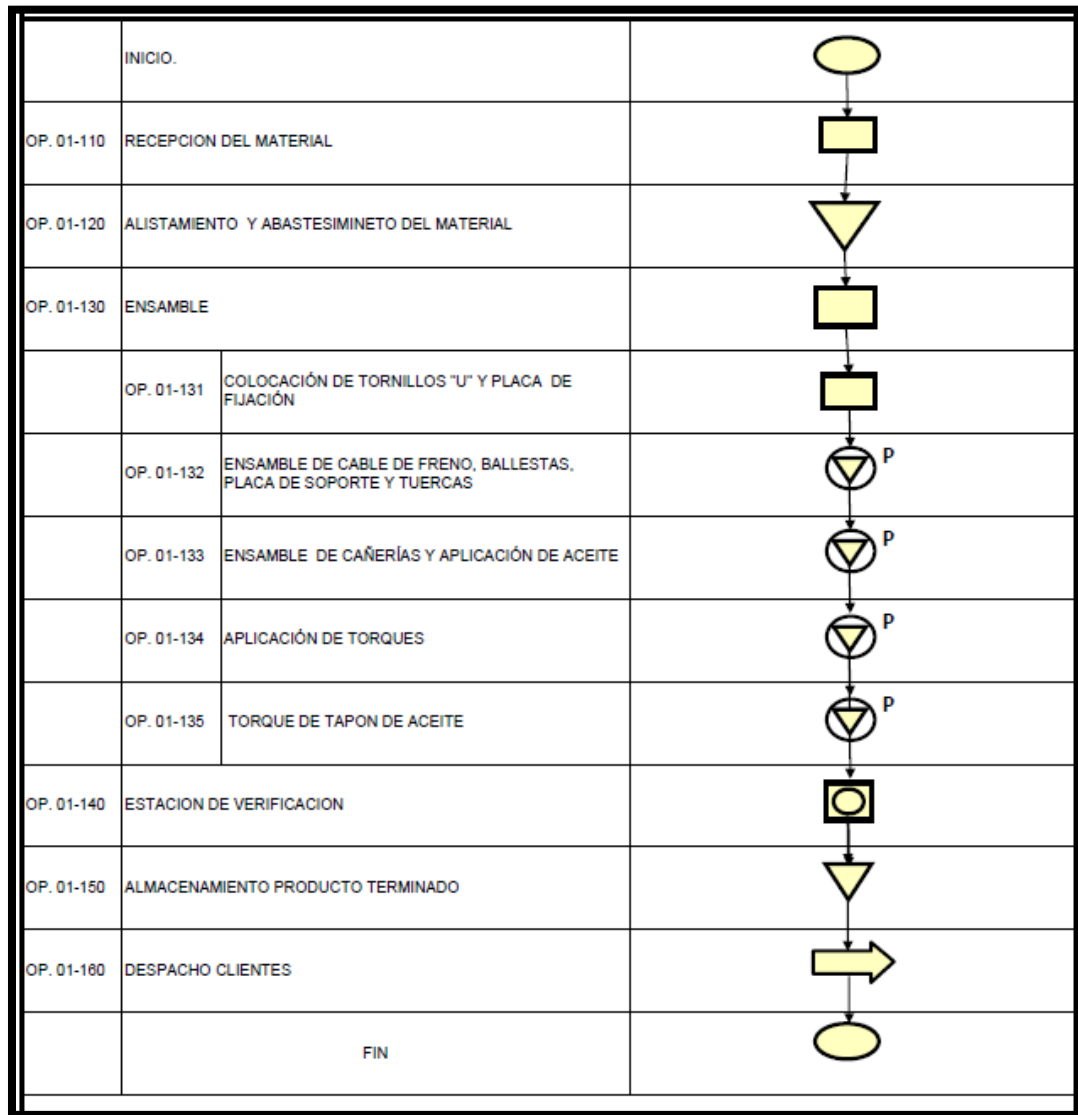 INICIO.
OP. 01-110 RECEPCION DEL MATERIAL
OP. 01-120 ALISTAMIENTO Y ABASTESIMINETO DEL MATERIAL
OP. 01-130 ENSAMBLE
OP. 01-131 COLOCACIÓN DE TORNILLOS "U" Y PLACA DE
FIJACIÓN
OP. 01-132 ENSAMBLE DE CABLE DE FRENO, BALLESTAS,
PLACA DE SOPORTE Y TUERCAS
P
OP. 01-133 ENSAMBLE DE CAÑERÍAS Y APLICACIÓN DE ACEITE
P
OP. 01-134 APLICACIÓN DE TORQUES
P
OP. 01-135 TORQUE DE TAPON DE ACEITE
P
OP. 01-140 ESTACION DE VERIFICACION
OP. 01-150 ALMACENAMIENTO PRODUCTO TERMINADO
OP. 01-160 DESPACHO CLIENTES
FIN